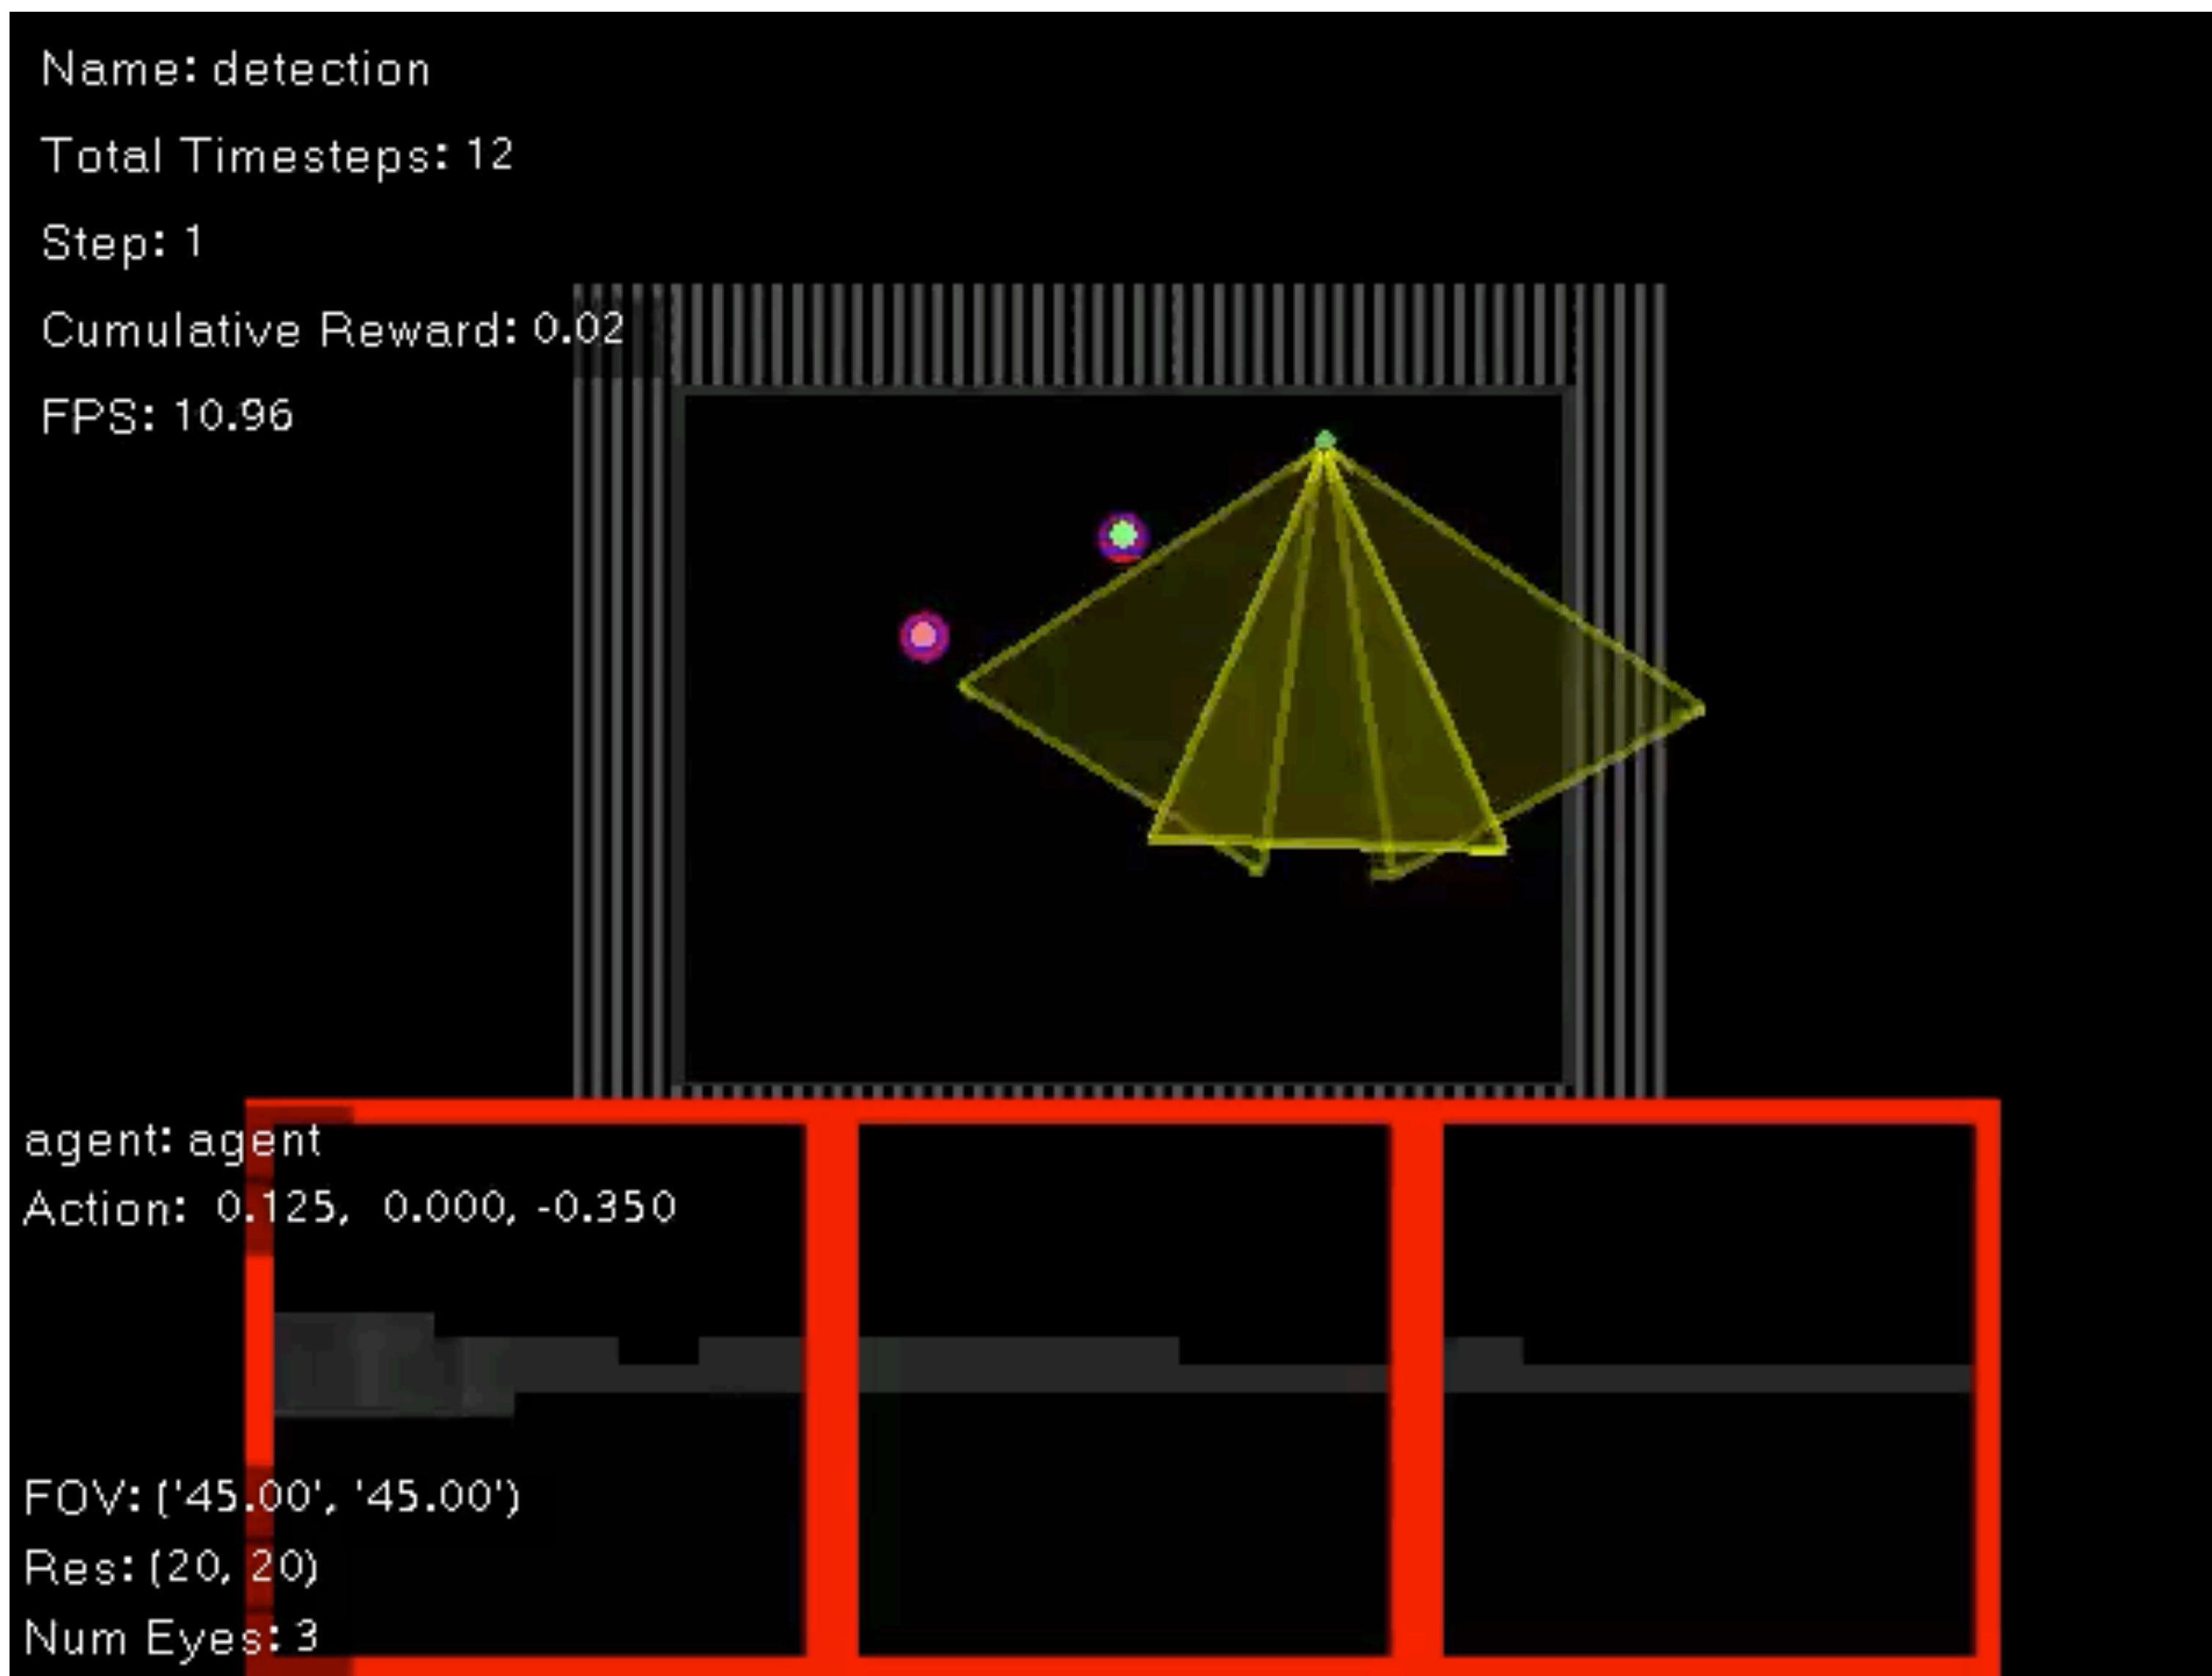 Name: detection
Total Timesteps: 12
Step: 1
Cumulative Reward: 0.02
FPS: 10.96
agent: agent
Action: 0.125, 0.000, -0.350
FOV: ('45.00', '45.00')
Res: (20, 20)
Num Eyes: 3